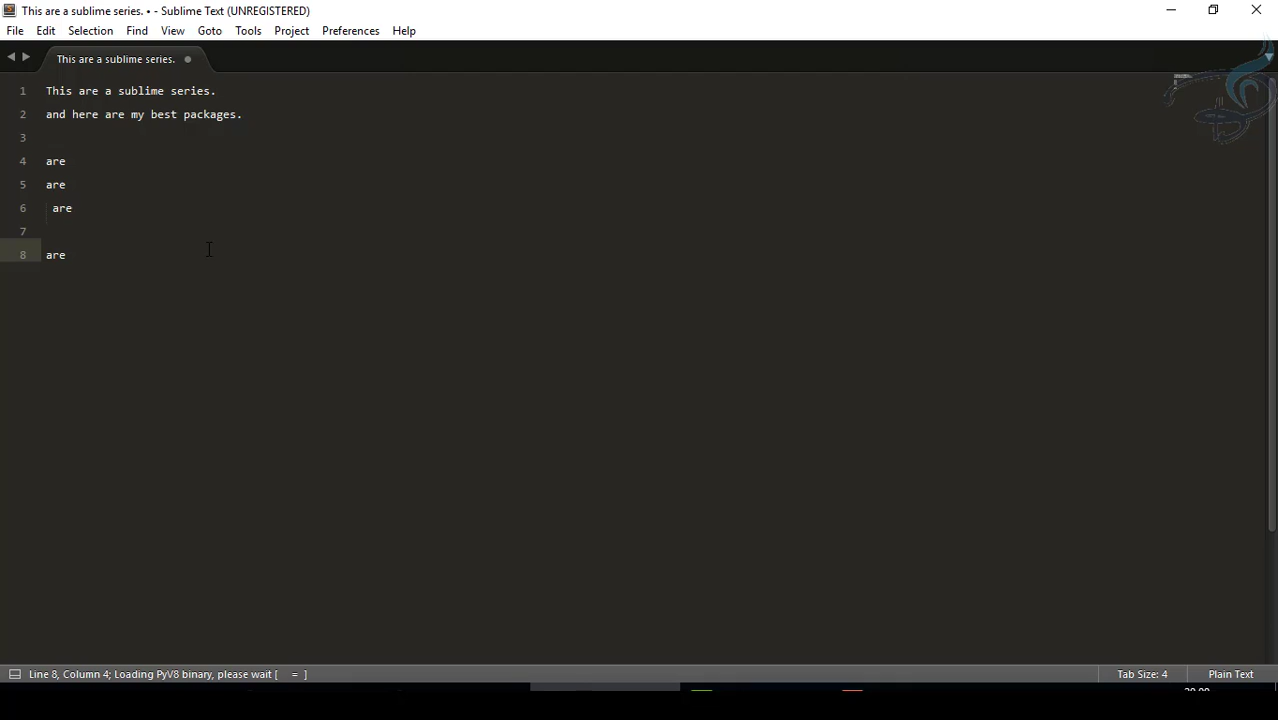 This are a sublime series. • - Sublime Text (UNREGISTERED)
File Edit Selection Find View Goto Tools Project Preferences Help
This are a sublime series.
1 This are a sublime series.
2 and here are my best packages.
3
4 are
5 are
6 are
7
8 are
Line 8, Column 4; Loading PyV8 binary, please wait [ = ] Tab Size: 4 Plain Text